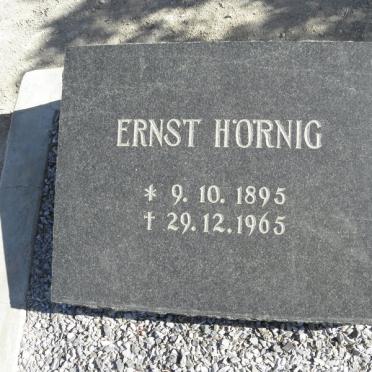 ERNST HÖRNIG
* 9. 10. 1895
† 29. 12. 1965